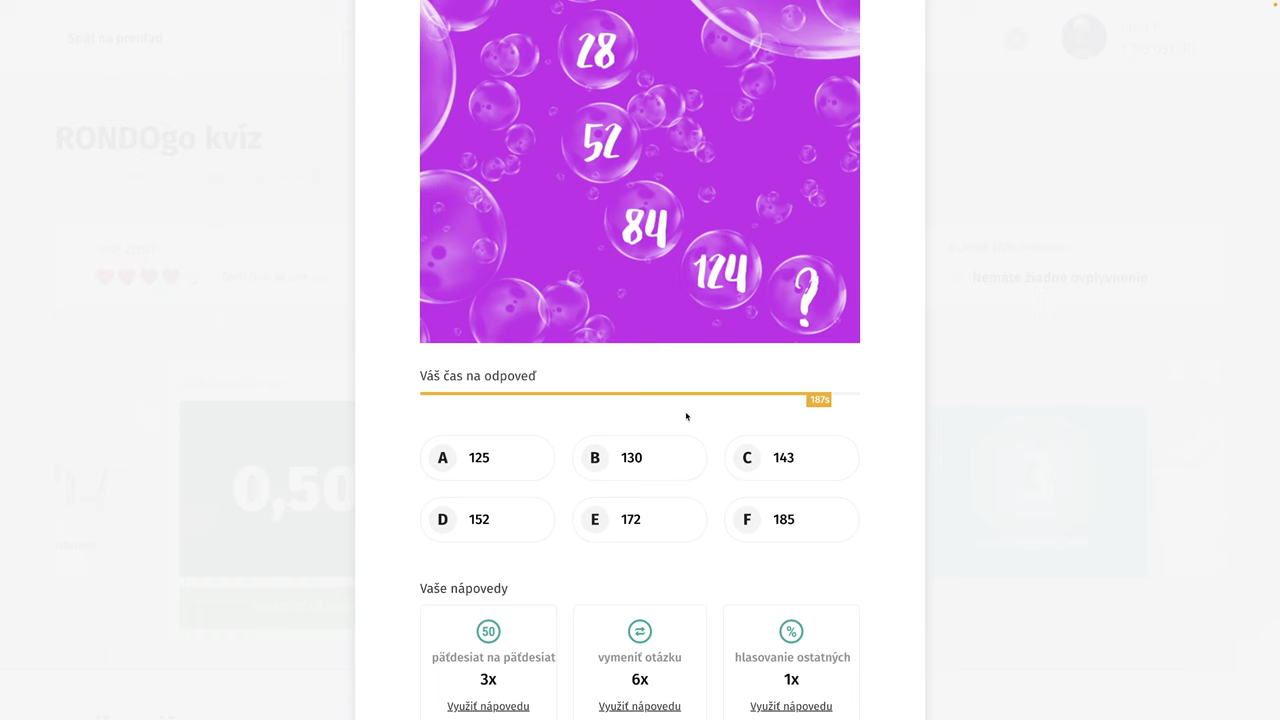 Späť na prehľad
RONDOgo kvíz
28
52
84
124
?
Váš čas na odpoveď
187s
A 125
B 130
C 143
D 152
E 172
F 185
Nemáte žiadne ovplyvnenie
0,50
3
Vaše nápovedy
50
päťdesiat na päťdesiat
3x
Využiť nápovedu
vymeniť otázku
6x
Využiť nápovedu
%
hlasovanie ostatných
1x
Využiť nápovedu